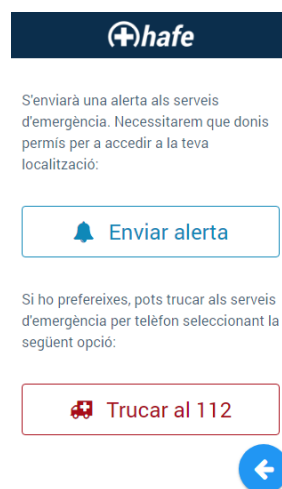 hafe
S'enviarà una alerta als serveis
d'emergència. Necessitarem que donis
permís per a accedir a la teva
localització:
Enviar alerta
Si ho prefereixes, pots trucar als serveis
d'emergència per telèfon seleccionant la
següent opció:
Trucar al 112